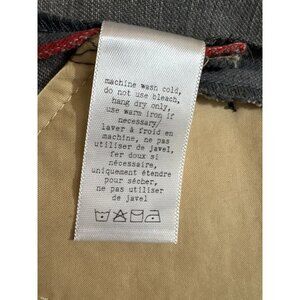 machine wash cold,
do not use bleach,
hang dry only,
use warm iron if
necessary/
laver à froid en
machine, ne pas
utiliser de javel,
fer doux si
nécessaire,
uniquement étendre
pour sécher,
ne pas utiliser
de javel